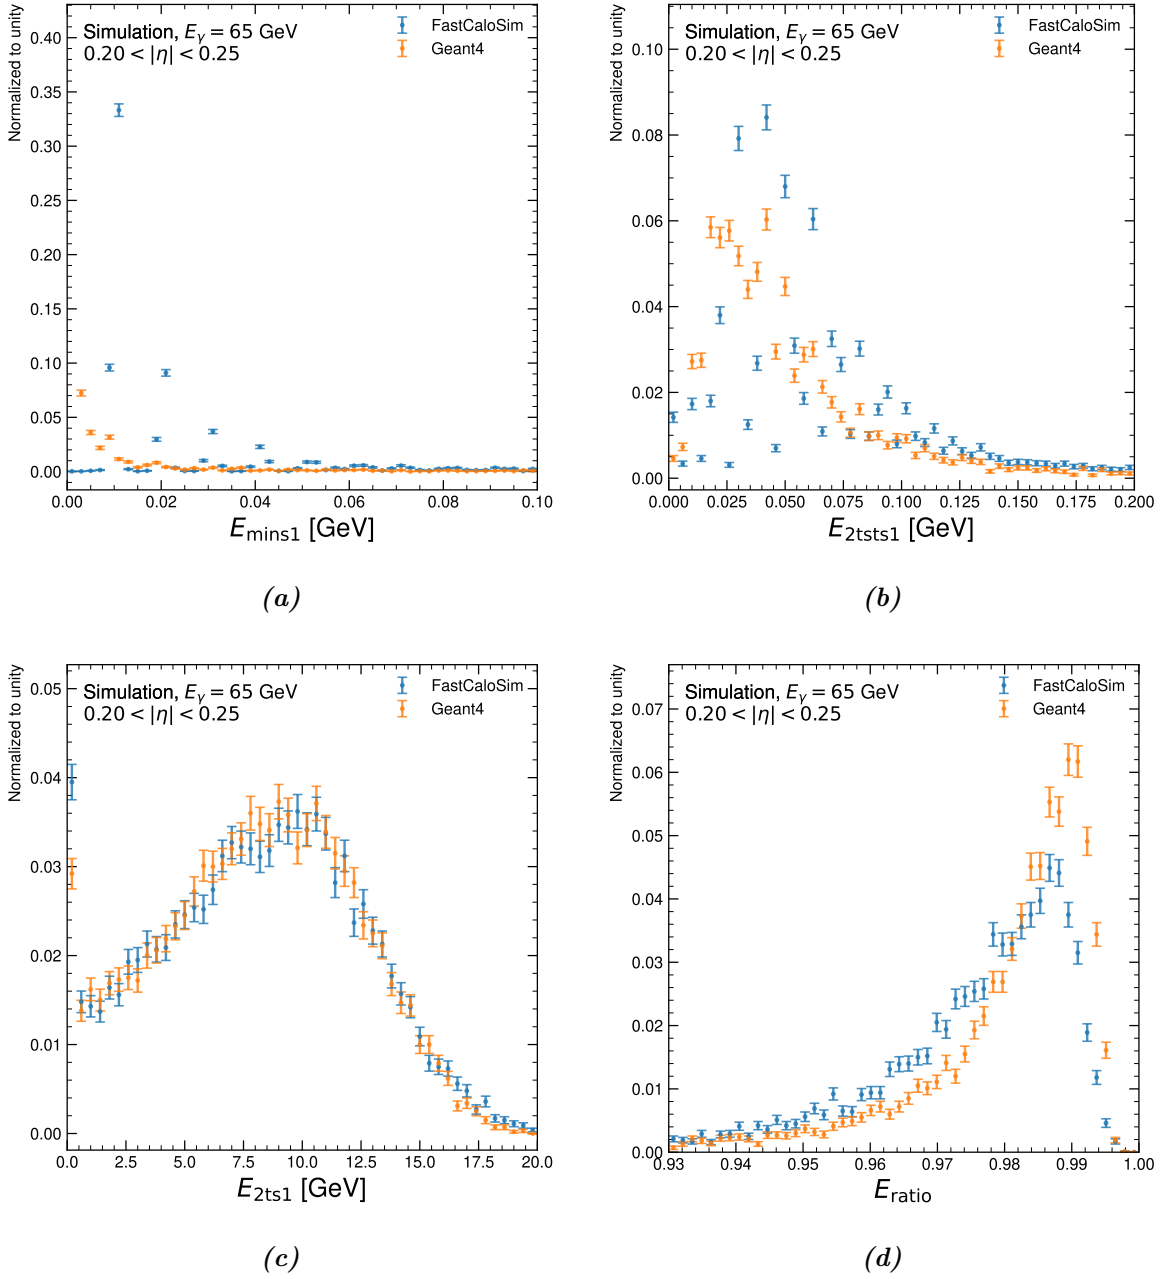 Normalized to unity
Simulation, E_γ = 65 GeV
0.20 < |η| < 0.25
FastCaloSim
Geant4
0.40
0.35
0.30
0.25
0.20
0.15
0.10
0.05
0.00
0.00 0.02 0.04 0.06 0.08 0.10
E_mins1 [GeV]
(a)
Normalized to unity
Simulation, E_γ = 65 GeV
0.20 < |η| < 0.25
FastCaloSim
Geant4
0.10
0.08
0.06
0.04
0.02
0.00
0.000 0.025 0.050 0.075 0.100 0.125 0.150 0.175 0.200
E_2tsts1 [GeV]
(b)
Normalized to unity
Simulation, E_γ = 65 GeV
0.20 < |η| < 0.25
FastCaloSim
Geant4
0.05
0.04
0.03
0.02
0.01
0.00
0.0 2.5 5.0 7.5 10.0 12.5 15.0 17.5 20.0
E_2ts1 [GeV]
(c)
Normalized to unity
Simulation, E_γ = 65 GeV
0.20 < |η| < 0.25
FastCaloSim
Geant4
0.07
0.06
0.05
0.04
0.03
0.02
0.01
0.00
0.93 0.94 0.95 0.96 0.97 0.98 0.99 1.00
E_ratio
(d)